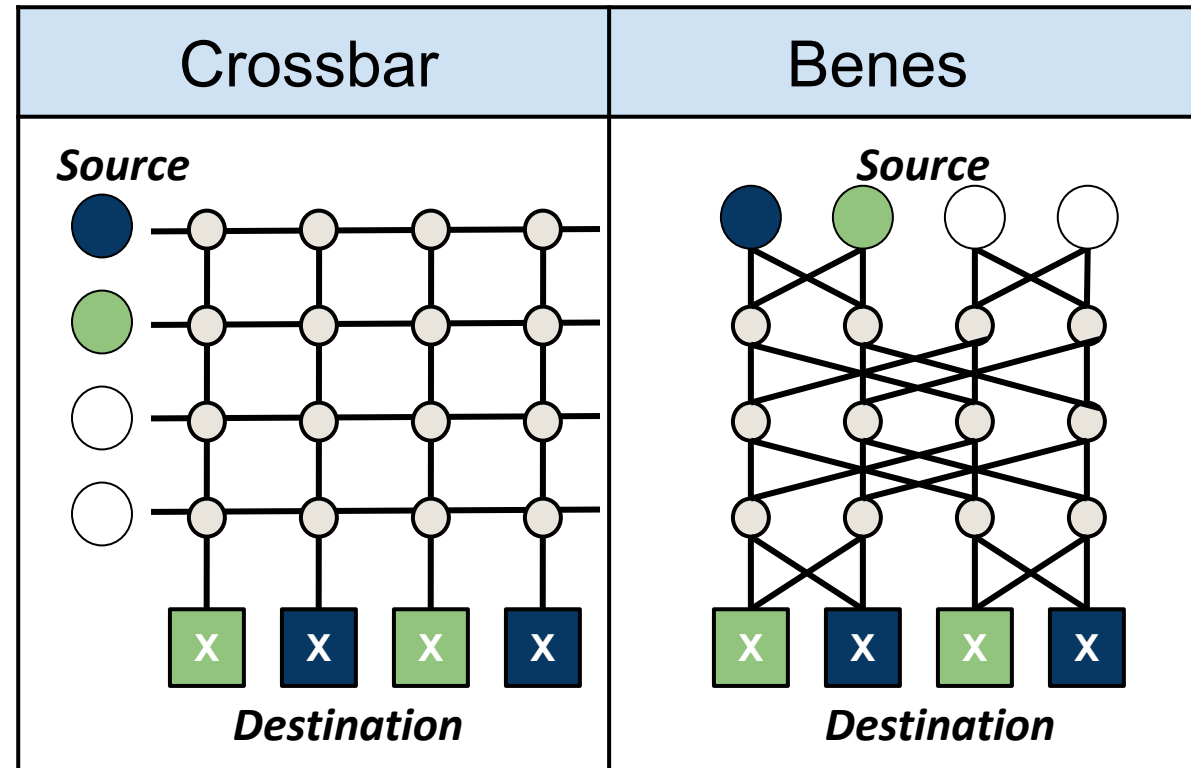 Crossbar
Benes
Source
Source
X X X X
X X X X
Destination
Destination